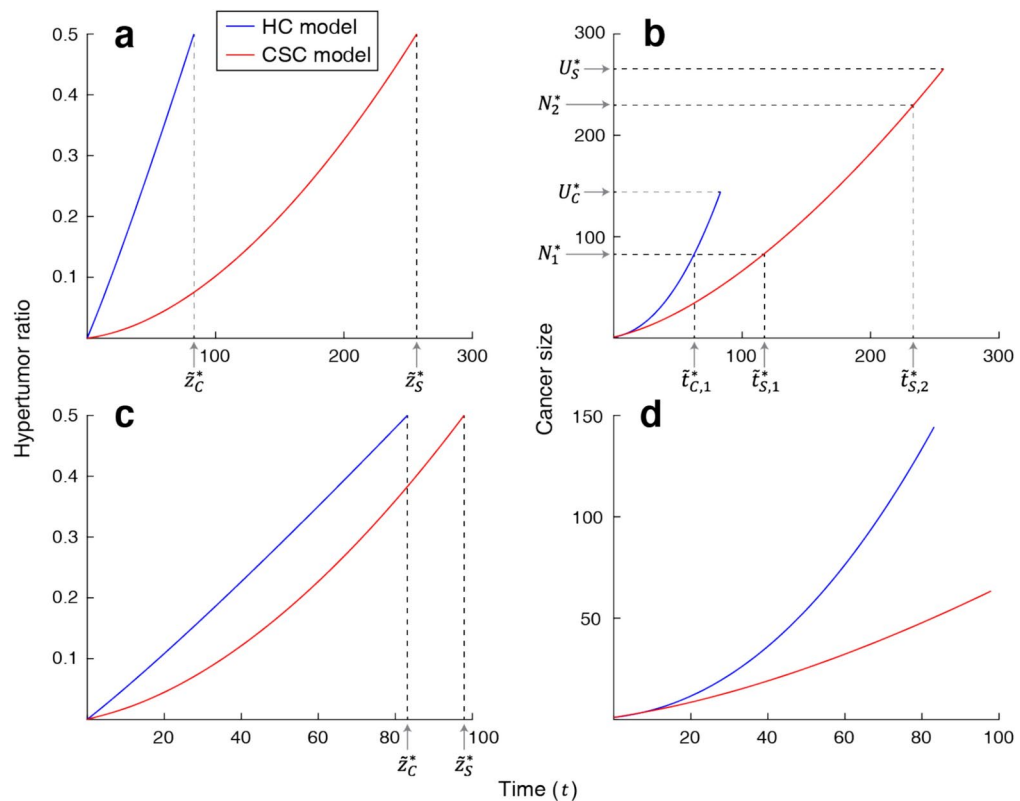 a
HC model
CSC model
0.5
0.4
0.3
0.2
0.1
100
200
300
z̃*C
z̃*S
b
300
200
100
U*S
N*2
U*C
N*1
100
200
300
t̃*C,1
t̃*S,1
t̃*S,2
Hypertumor ratio
Cancer size
c
0.5
0.4
0.3
0.2
0.1
20
40
60
80
100
z̃*C
z̃*S
d
150
100
50
20
40
60
80
100
Time (t)